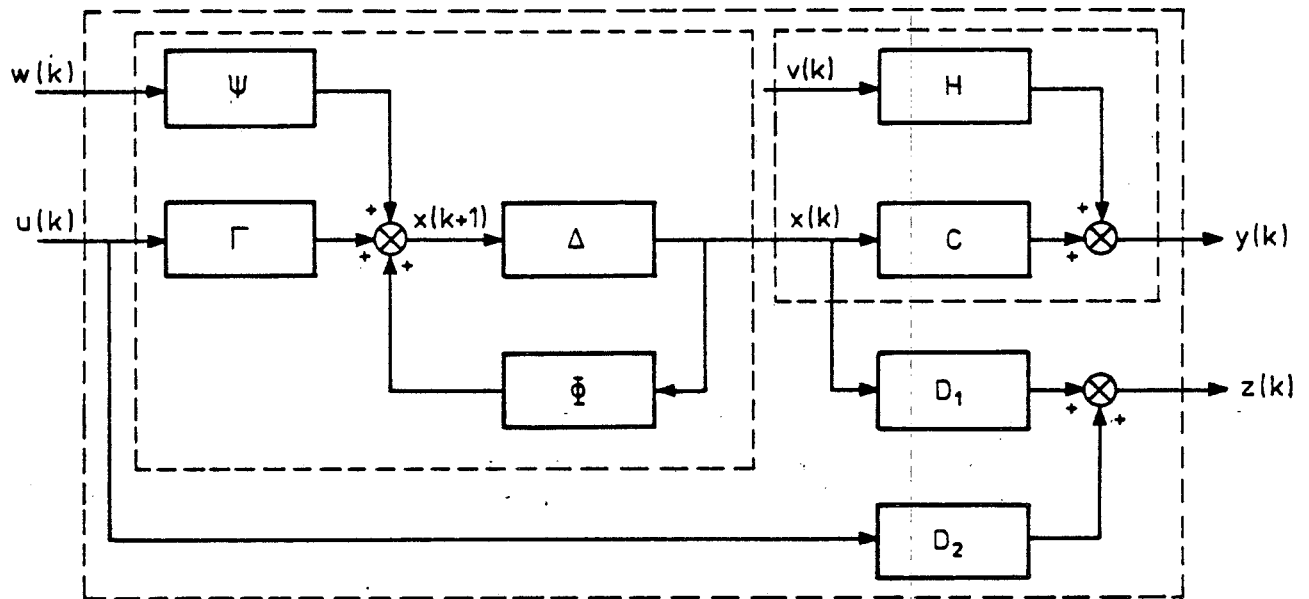 w(k)
Ψ
v(k)
H
u(k)
Γ
+
+
+
x(k+1)
Δ
x(k)
C
+
+
y(k)
Φ
D₁
+
+
z(k)
D₂